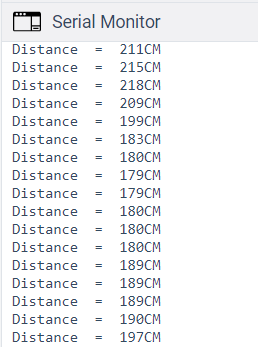 Serial Monitor
Distance  =  211CM
Distance  =  215CM
Distance  =  218CM
Distance  =  209CM
Distance  =  199CM
Distance  =  183CM
Distance  =  180CM
Distance  =  179CM
Distance  =  179CM
Distance  =  180CM
Distance  =  180CM
Distance  =  180CM
Distance  =  189CM
Distance  =  189CM
Distance  =  189CM
Distance  =  190CM
Distance  =  197CM